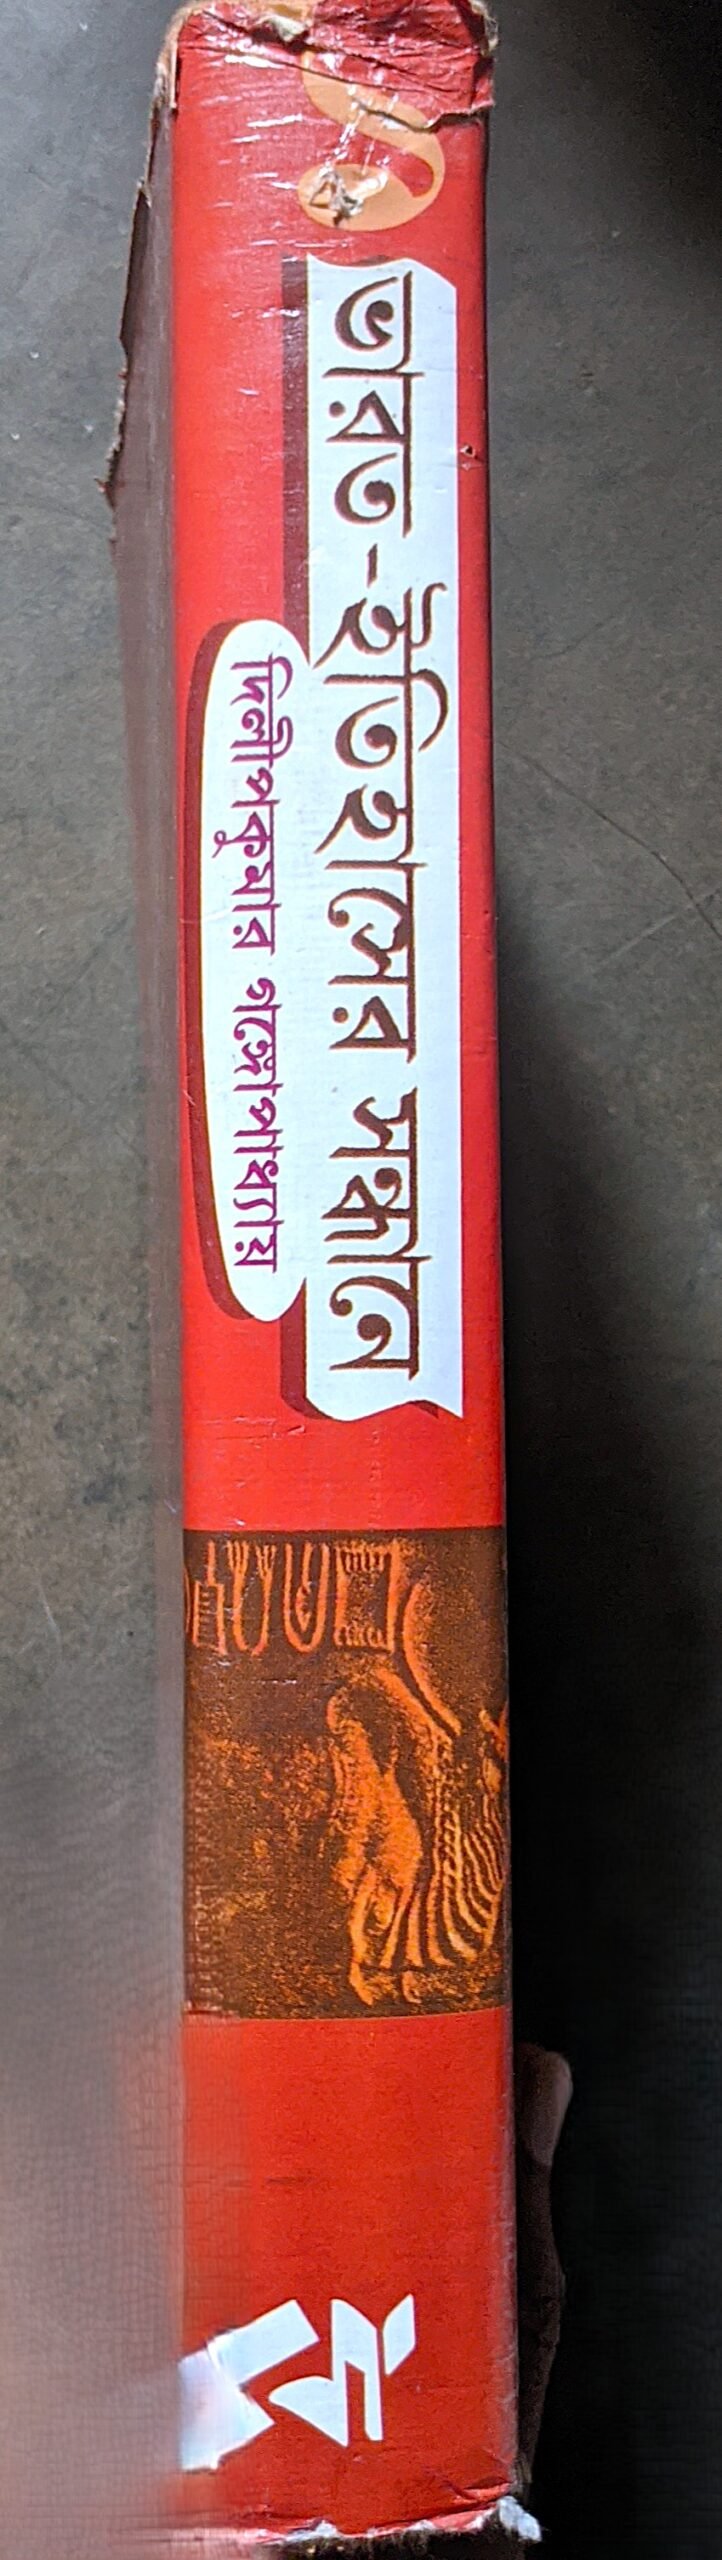 ভারত-ইতিহাসের সন্ধানে
দিলীপকুমার গঙ্গোপাধ্যায়